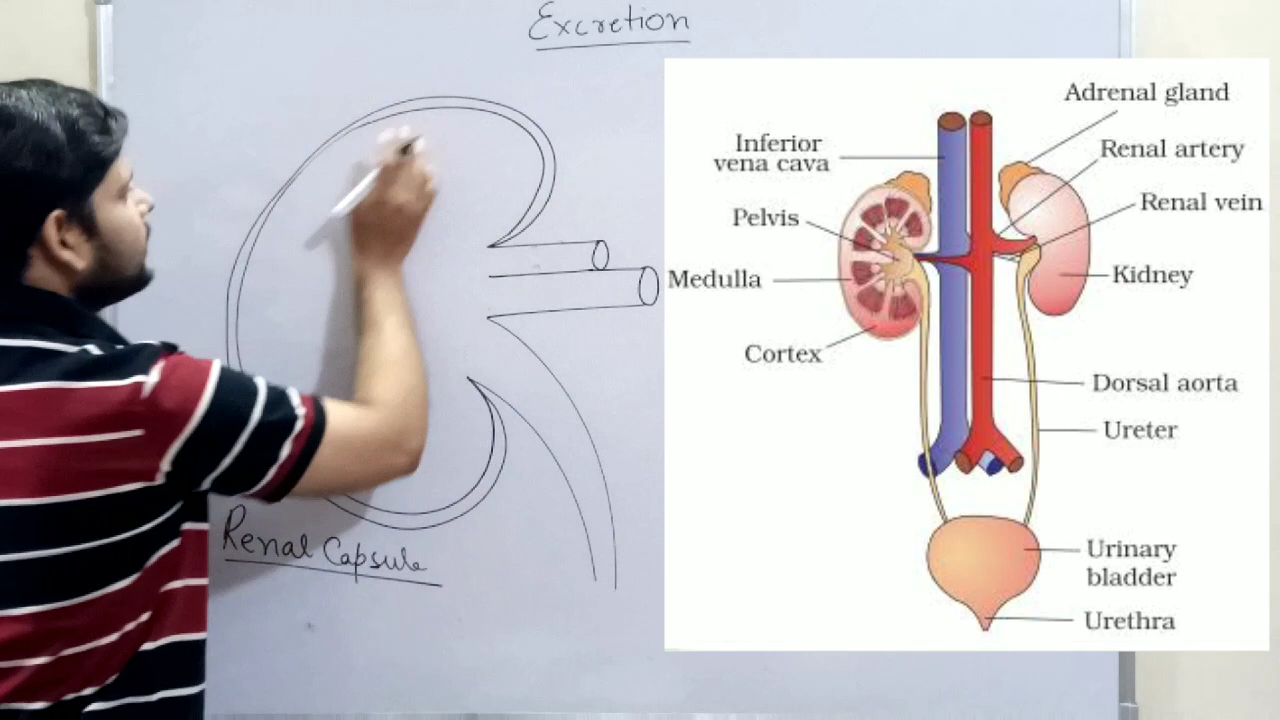 Excretion
Renal Capsule
Adrenal gland
Inferior
vena cava
Renal artery
Renal vein
Pelvis
Medulla
Kidney
Cortex
Dorsal aorta
Ureter
Urinary
bladder
Urethra